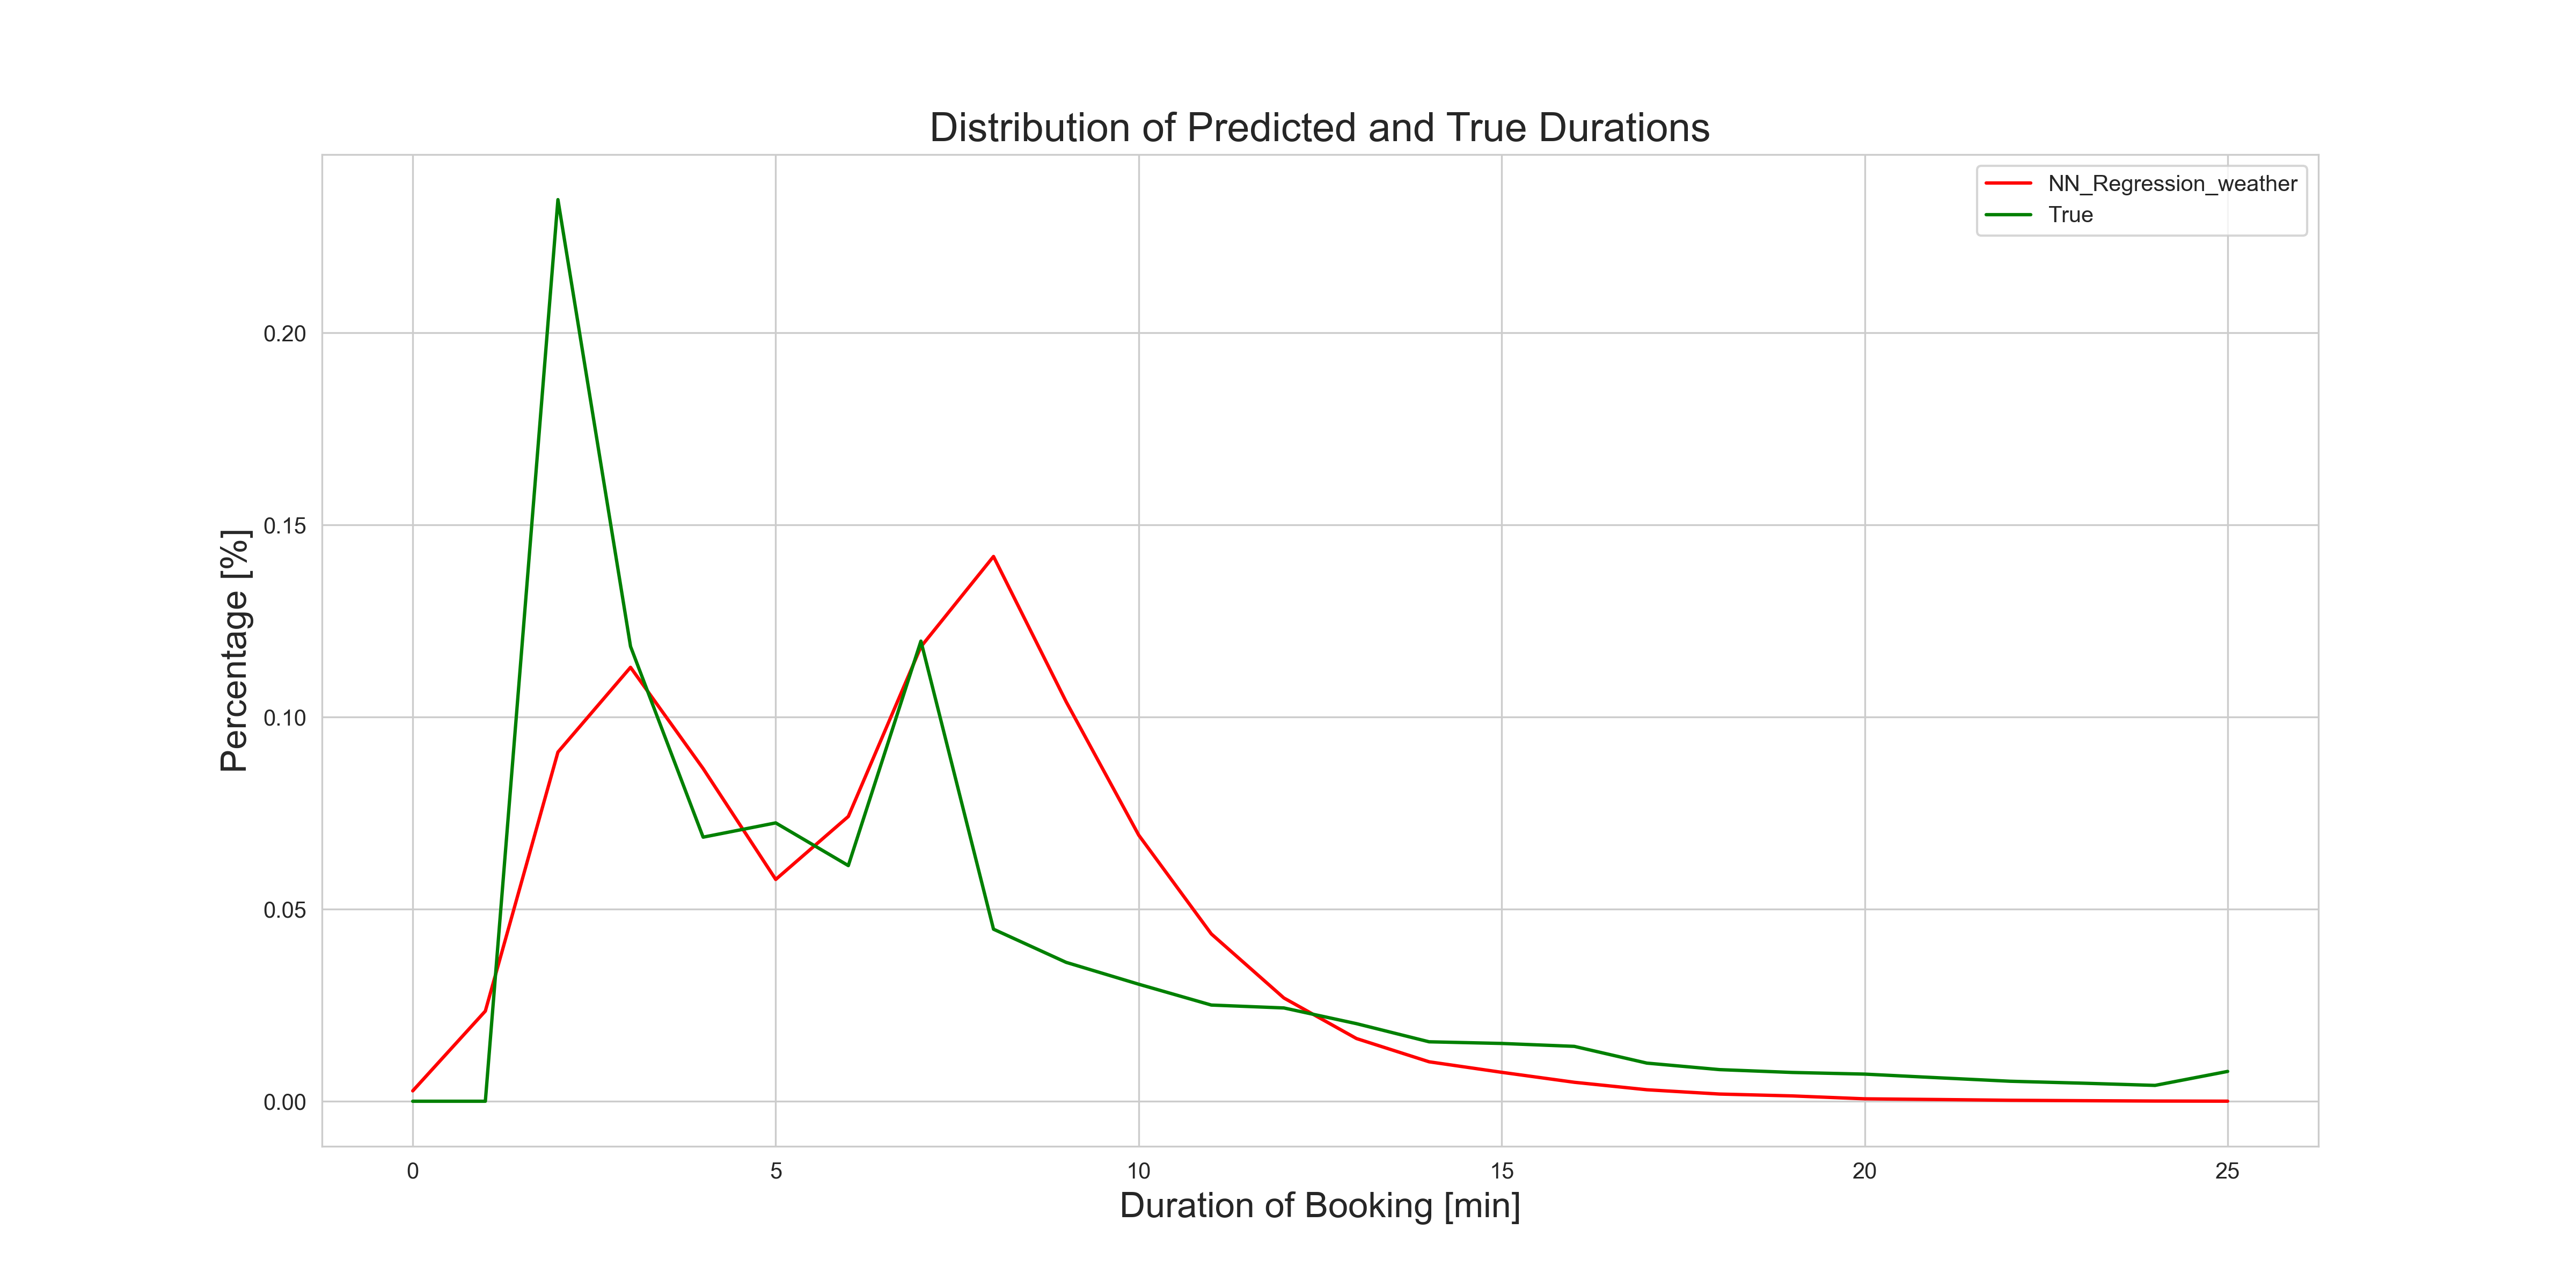 Distribution of Predicted and True Durations
NN_Regression_weather
True
Percentage [%]
0.20
0.15
0.10
0.05
0.00
0 5 10 15 20 25
Duration of Booking [min]